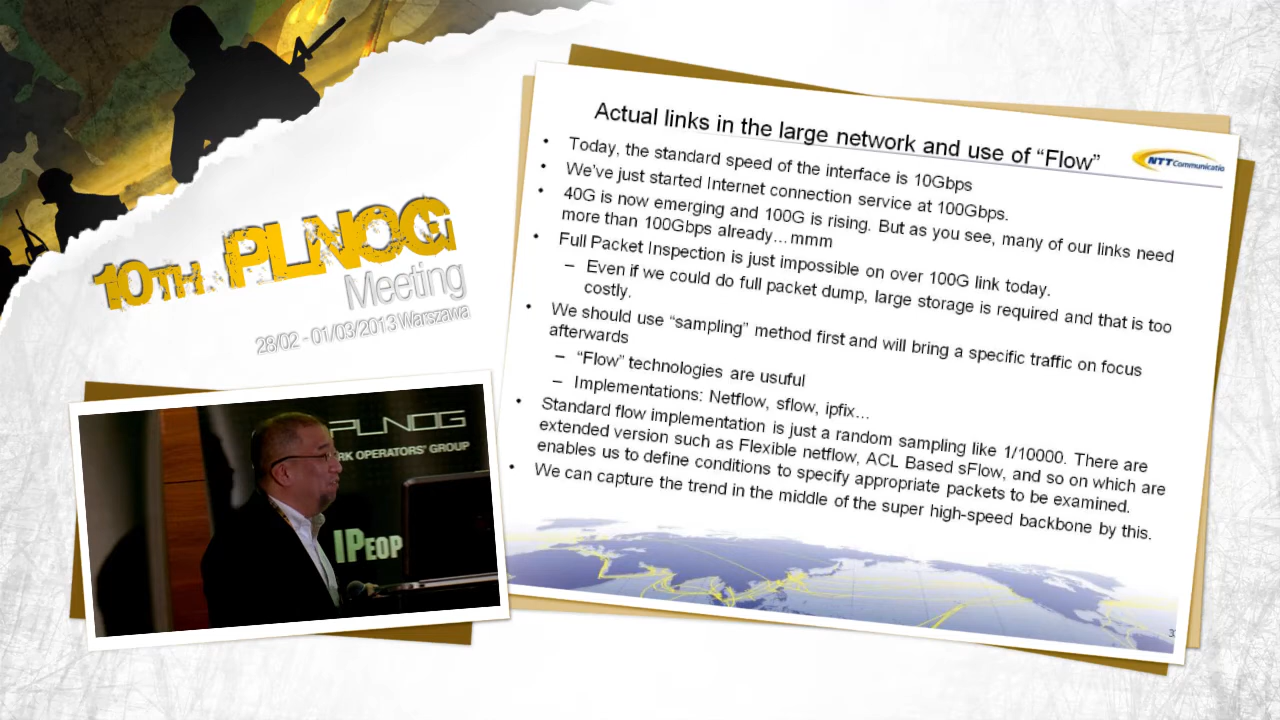 10TH PLNOG
Meeting
28/02 - 01/03/2013 Warszawa
PLNOG
RK OPERATORS' GROUP
IPEOP
Actual links in the large network and use of “Flow”
NTT Communicatio
• Today, the standard speed of the interface is 10Gbps
• We’ve just started Internet connection service at 100Gbps.
• 40G is now emerging and 100G is rising. But as you see, many of our links need
more than 100Gbps already…mmm
• Full Packet Inspection is just impossible on over 100G link today.
– Even if we could do full packet dump, large storage is required and that is too
costly.
• We should use “sampling” method first and will bring a specific traffic on focus
afterwards
– “Flow” technologies are usuful
– Implementations: Netflow, sflow, ipfix…
• Standard flow implementation is just a random sampling like 1/10000. There are
extended version such as Flexible netflow, ACL Based sFlow, and so on which are
enables us to define conditions to specify appropriate packets to be examined.
• We can capture the trend in the middle of the super high-speed backbone by this.